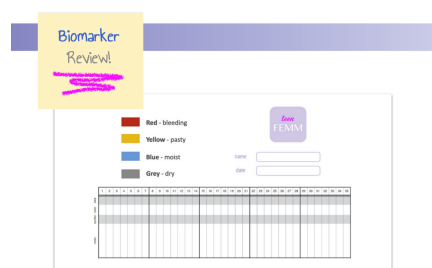 Biomarker
Review!
Red - bleeding
Yellow - pasty
Blue - moist
Grey - dry
teen
FEMM
name
date
1 2 3 4 5 6 7 8 9 10 11 12 13 14 15 16 17 18 19 20 21 22 23 24 25 26 27 28 29 30 31 32 33 34 35